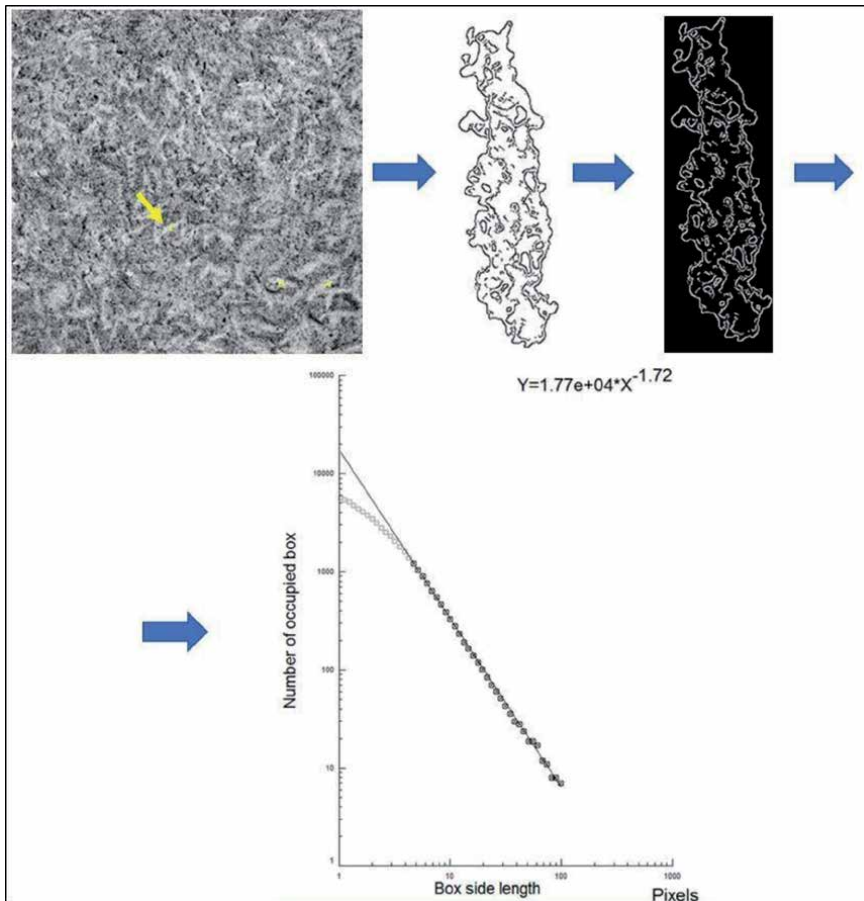 Y=1.77e+04*X^-1.72
100000
10000
1000
100
10
1
Number of occupied box
1
10
100
1000
Box side length
Pixels